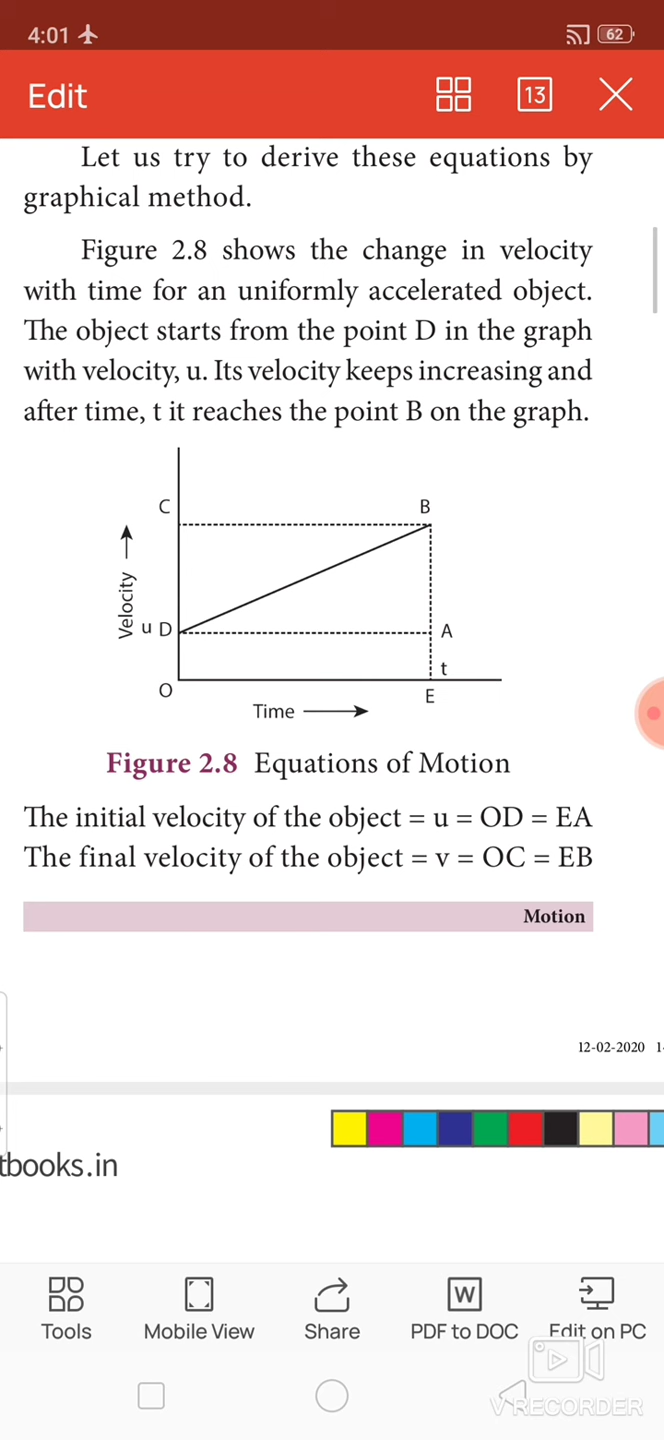 4:01
62
Edit
13
Let us try to derive these equations by
graphical method.
Figure 2.8 shows the change in velocity
with time for an uniformly accelerated object.
The object starts from the point D in the graph
with velocity, u. Its velocity keeps increasing and
after time, t it reaches the point B on the graph.
C
B
Velocity
u D
A
t
O
E
Time
Figure 2.8 Equations of Motion
The initial velocity of the object = u = OD = EA
The final velocity of the object = v = OC = EB
Motion
12-02-2020
tbooks.in
W
Tools
Mobile View
Share
PDF to DOC
Edit on PC
V RECORDER